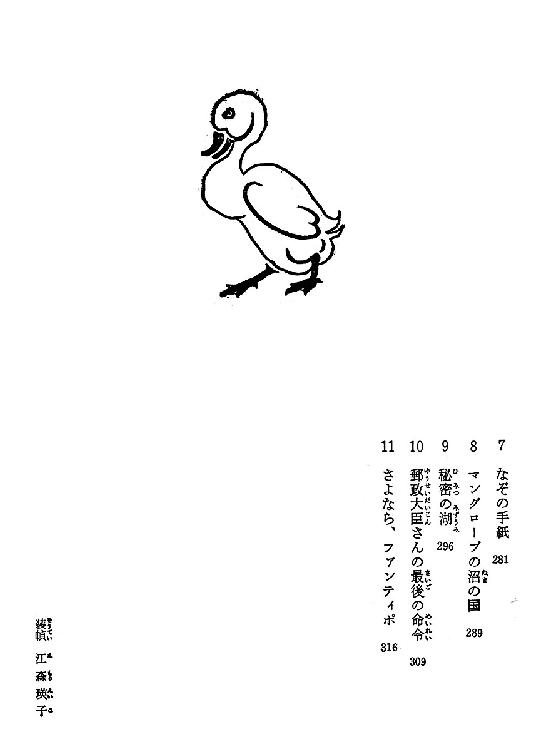 7 なぞの手紙 281
8 マングローブの沼の国 289
9 秘密の湖 296
10 郵政大臣さんの最後の命令 309
11 さよなら、ファンティポ 316
装幀 江森瑛子